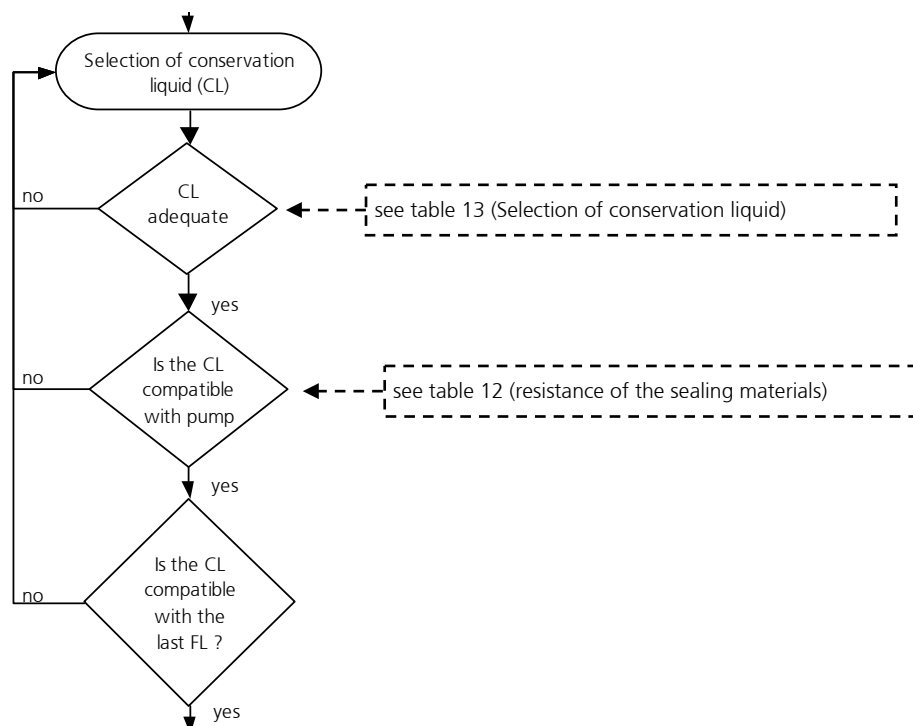 Selection of conservation
liquid (CL)
no
CL
adequate
see table 13 (Selection of conservation liquid)
yes
no
Is the CL
compatible
with pump
see table 12 (resistance of the sealing materials)
yes
no
Is the CL
compatible
with the
last FL ?
yes